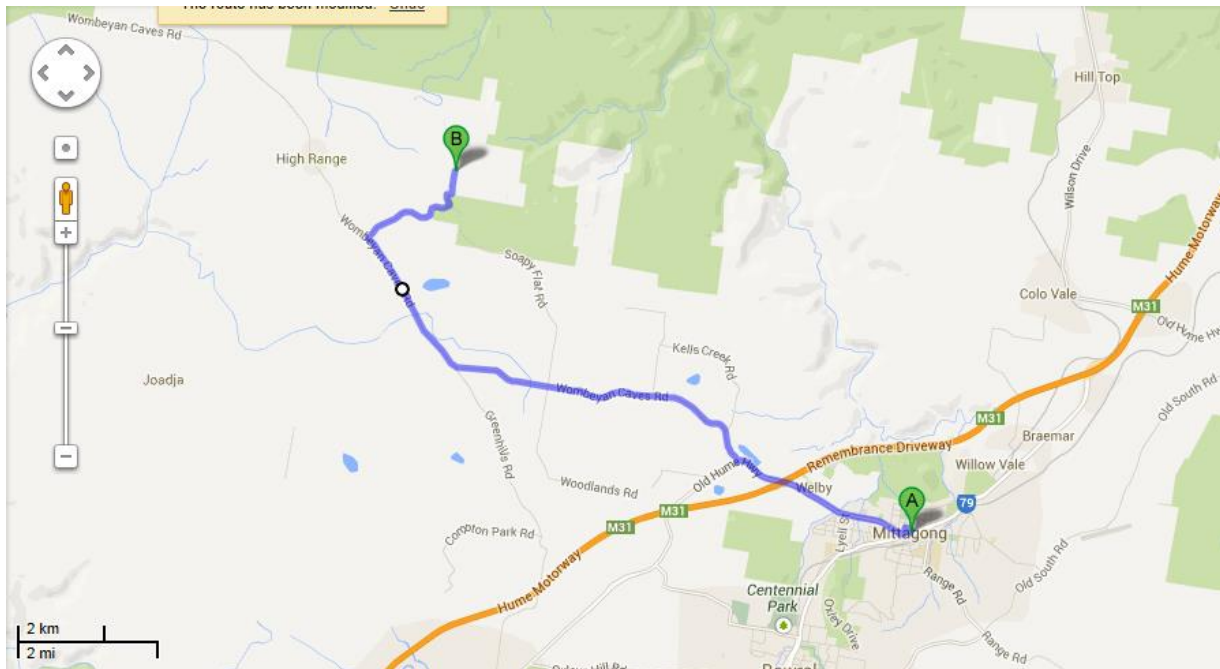 The route has been modified. Undo
Wombeyan Caves Rd
Hill Top
B
High Range
Wilson Drive
Hume Motorway
Wombeyan Caves Rd
Soapy Flat Rd
Colo Vale
M31
Old Hume Hwy
Kells Creek Rd
Joadja
Wombeyan Caves Rd
Old South Rd
M31
Greenhills Rd
Braemar
Remembrance Driveway
Willow Vale
Old Hume Hwy
Woodlands Rd
Welby
A
79
M31
M31
Lyell St
Mittagong
Compton Park Rd
Old South Rd
Hume Motorway
Range Rd
Centennial
Park
Oxley Drive
Range Rd
2 km
2 mi
Bowral